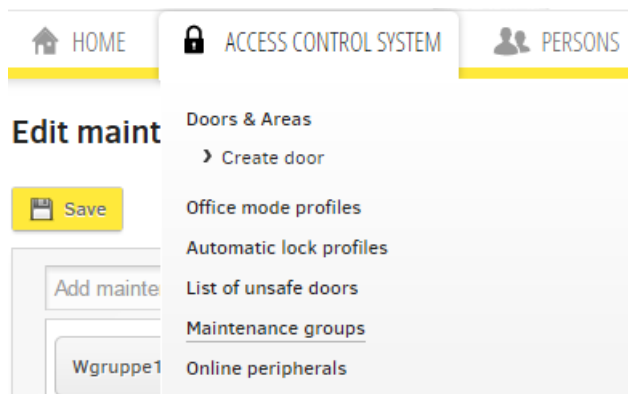 HOME
ACCESS CONTROL SYSTEM
PERSONS
Edit maint
Save
Add mainte
Wgruppe1
Doors & Areas
Create door
Office mode profiles
Automatic lock profiles
List of unsafe doors
Maintenance groups
Online peripherals